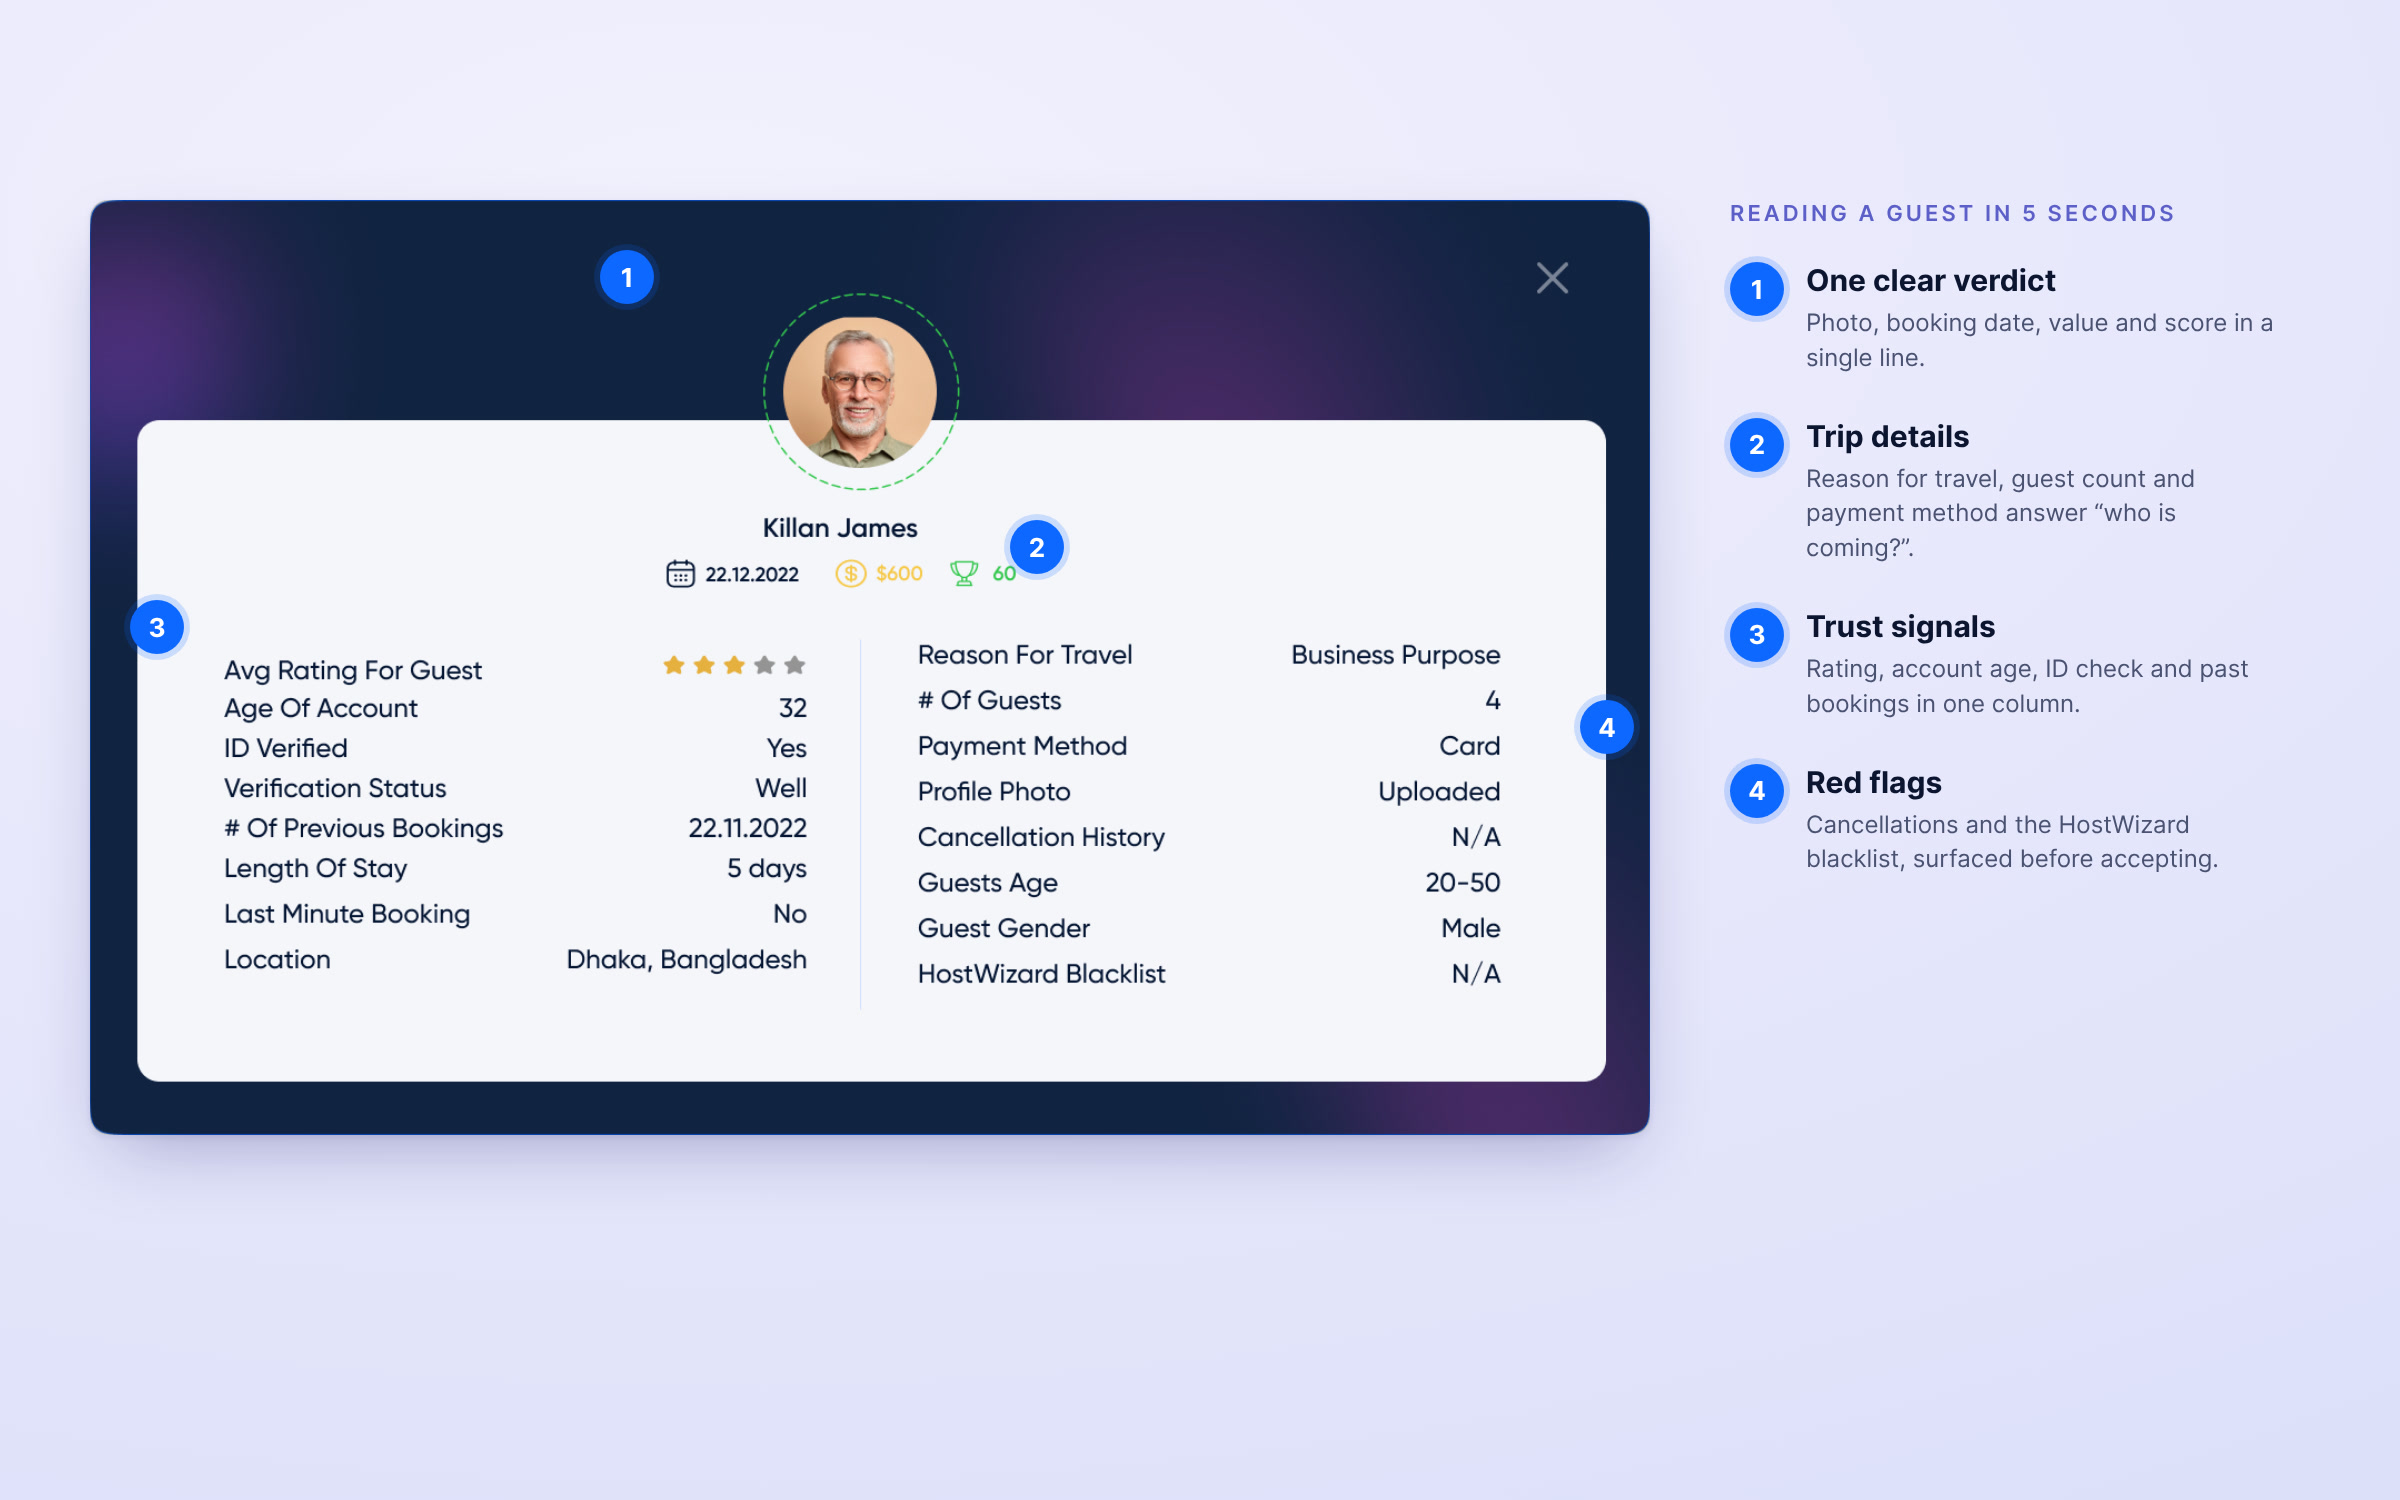 1
Killan James
2
22.12.2022 $600 60
3
Avg Rating For Guest
Age Of Account 32
ID Verified Yes
Verification Status Well
# Of Previous Bookings 22.11.2022
Length Of Stay 5 days
Last Minute Booking No
Location Dhaka, Bangladesh
Reason For Travel Business Purpose
# Of Guests 4
4
Payment Method Card
Profile Photo Uploaded
Cancellation History N/A
Guests Age 20-50
Guest Gender Male
HostWizard Blacklist N/A
READING A GUEST IN 5 SECONDS
1 One clear verdict
Photo, booking date, value and score in a
single line.
2 Trip details
Reason for travel, guest count and
payment method answer “who is
coming?”.
3 Trust signals
Rating, account age, ID check and past
bookings in one column.
4 Red flags
Cancellations and the HostWizard
blacklist, surfaced before accepting.